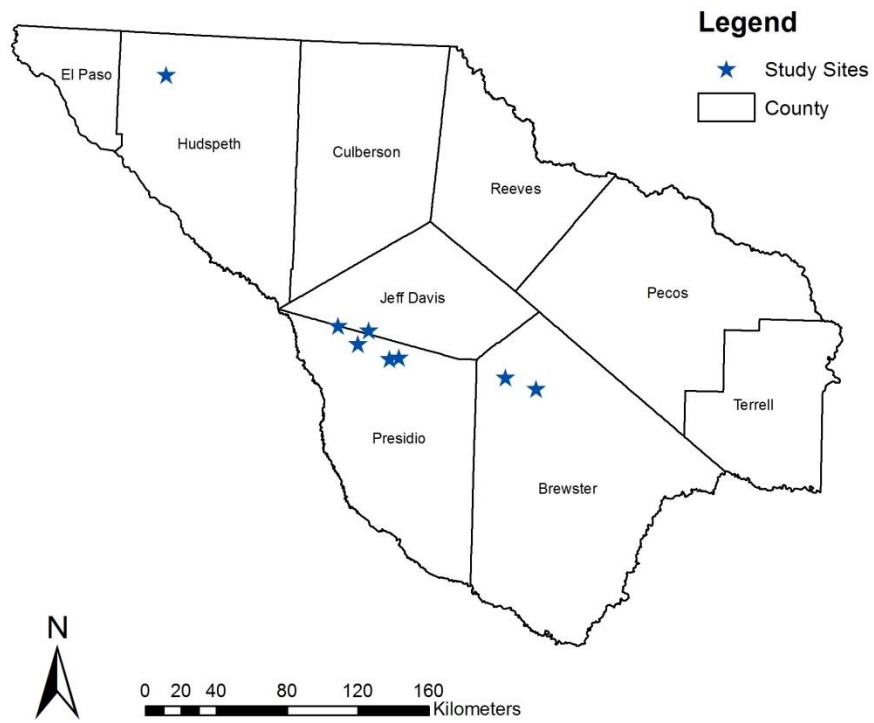 Legend
Study Sites
County
El Paso
Hudspeth
Culberson
Reeves
Jeff Davis
Pecos
Terrell
Presidio
Brewster
N
0 10 20 40 80 120 160
Kilometers